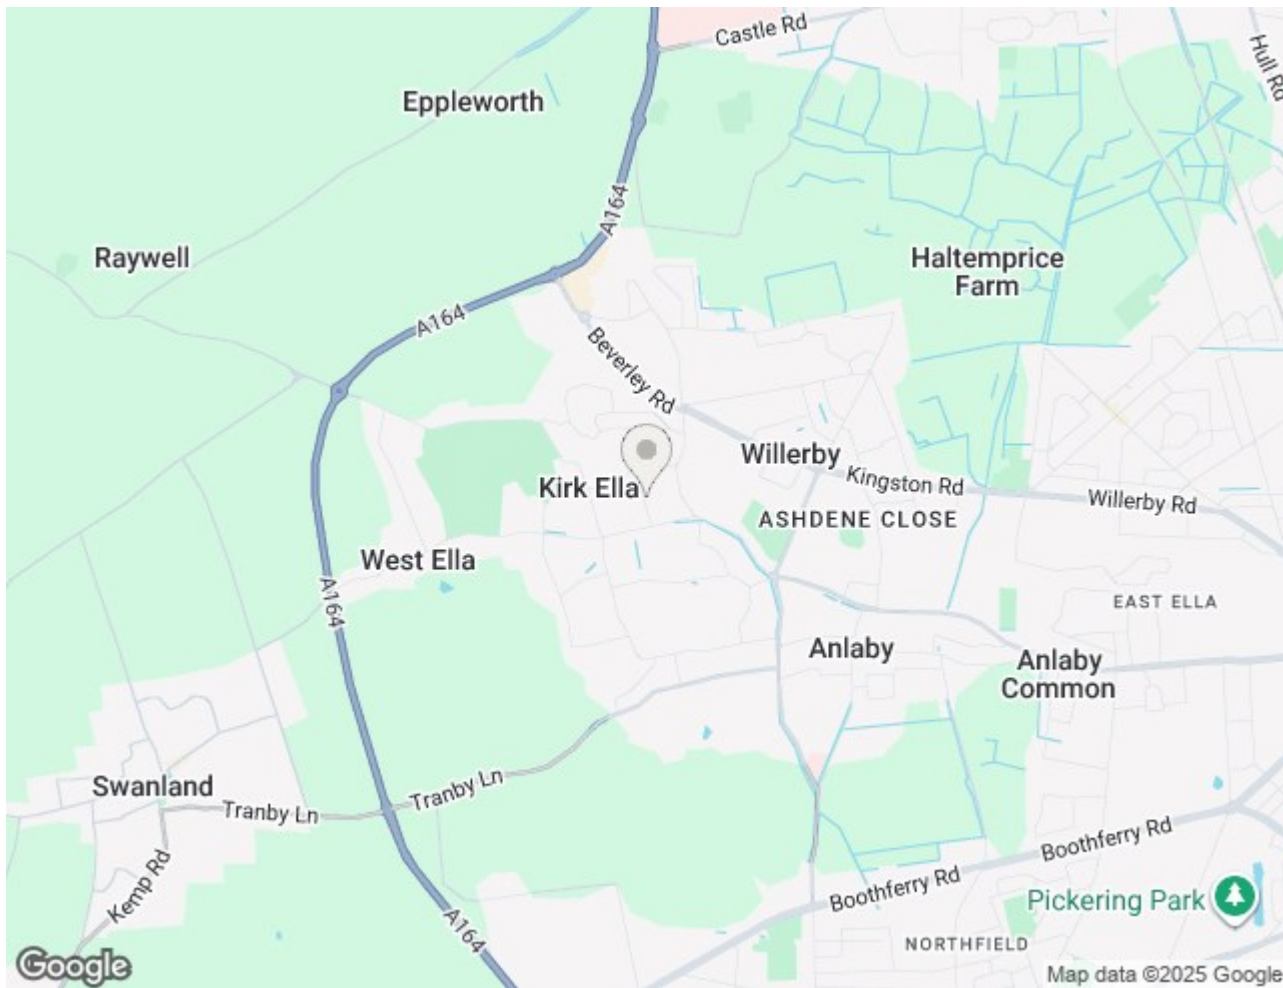 Castle Rd
Hull Rd
Eppleworth
A164
Raywell
Haltemprice
Farm
A164
Beverley Rd
Willerby
Kirk Ella
Kingston Rd
Willerby Rd
ASHDENE CLOSE
West Ella
A164
EAST ELLA
Anlaby
Anlaby
Common
Swanland
Tranby Ln
Tranby Ln
Kemp Rd
Boothferry Rd
Boothferry Rd
Pickering Park
A164
NORTHFIELD
Google
Map data ©2025 Google